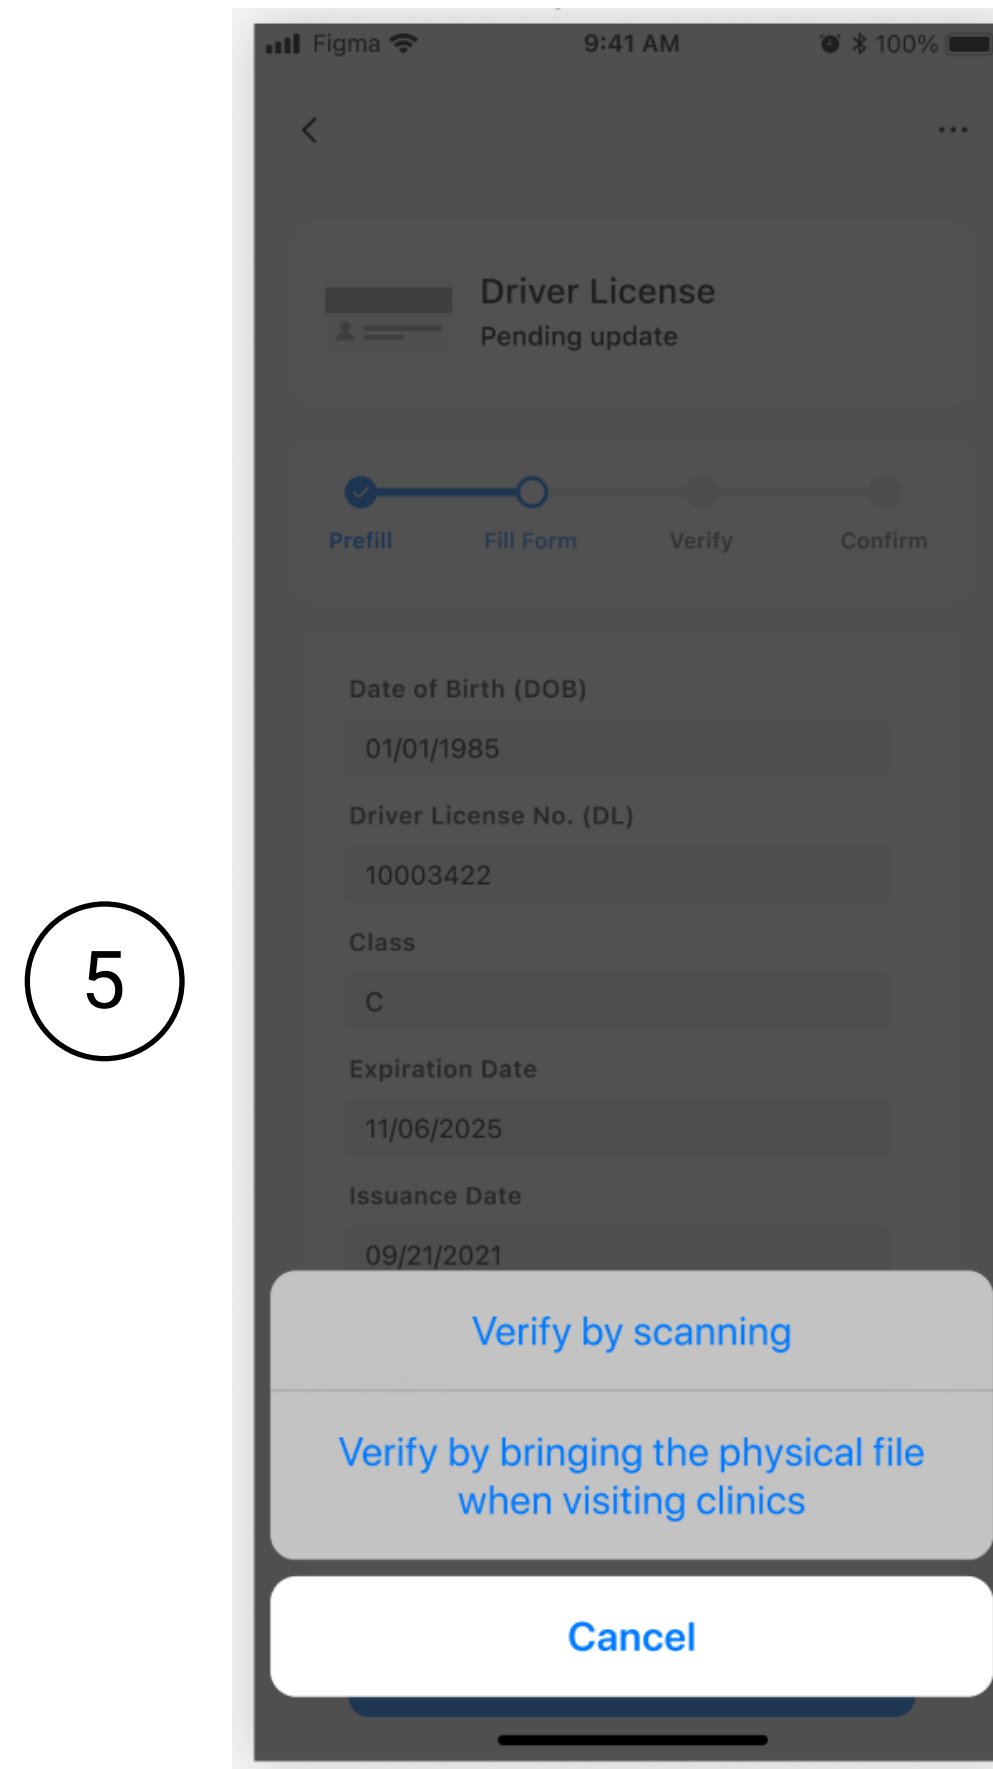 Figma
9:41 AM
100%
Driver License
Pending update
Prefill
Fill Form
Verify
Confirm
Date of Birth (DOB)
01/01/1985
Driver License No. (DL)
10003422
Class
C
5
Expiration Date
11/06/2025
Issuance Date
09/21/2021
Verify by scanning
Verify by bringing the physical file
when visiting clinics
Cancel